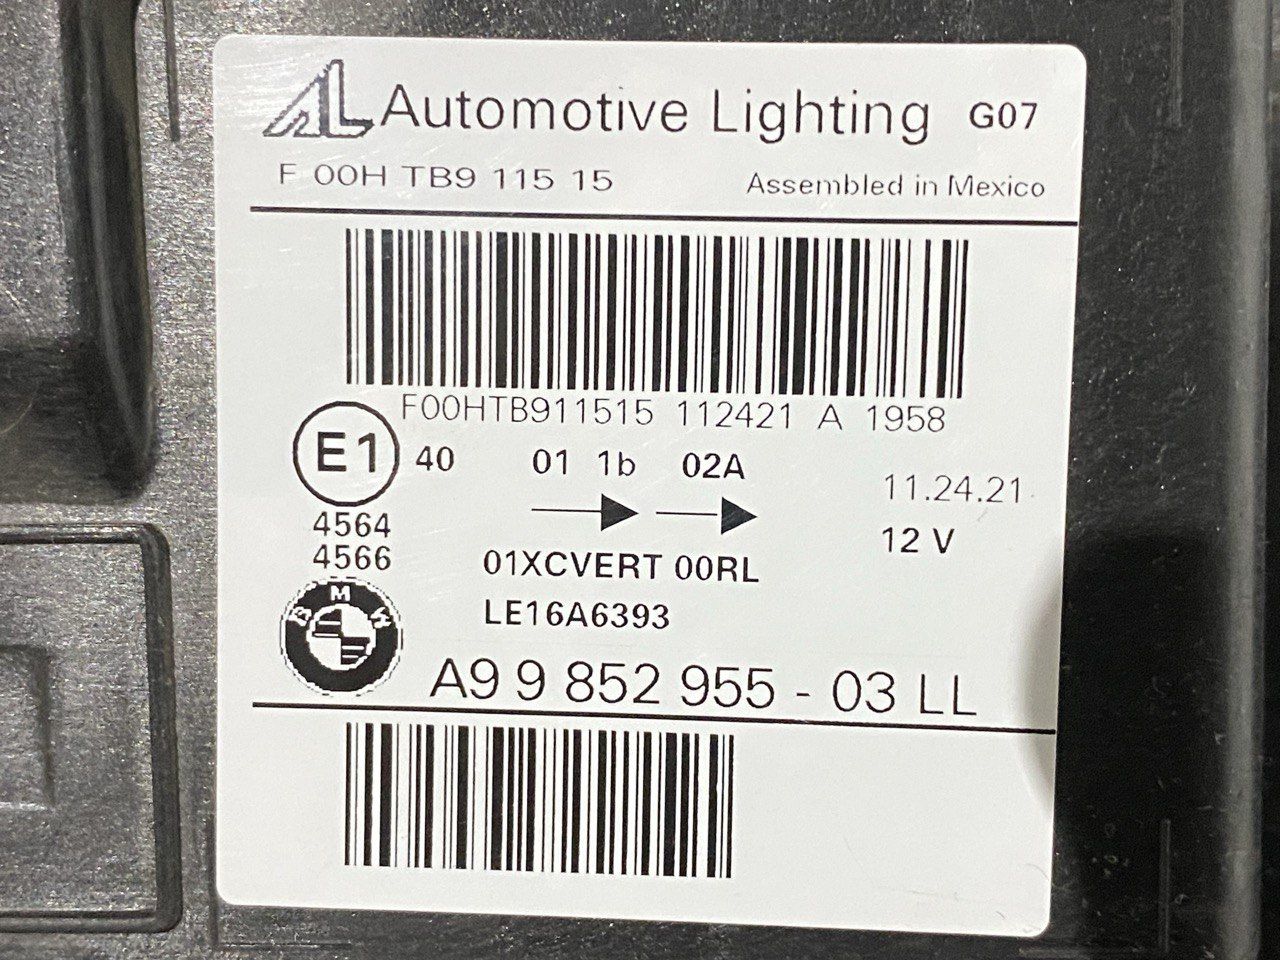 AL Automotive Lighting G07
F 00H TB9 115 15 Assembled in Mexico
F00HTB911515 112421 A 1958
E1 40 01 1b 02A 11.24.21
4564
4566 12 V
01XCVERT 00RL
LE16A6393
BMW
A9 9 852 955 - 03 LL